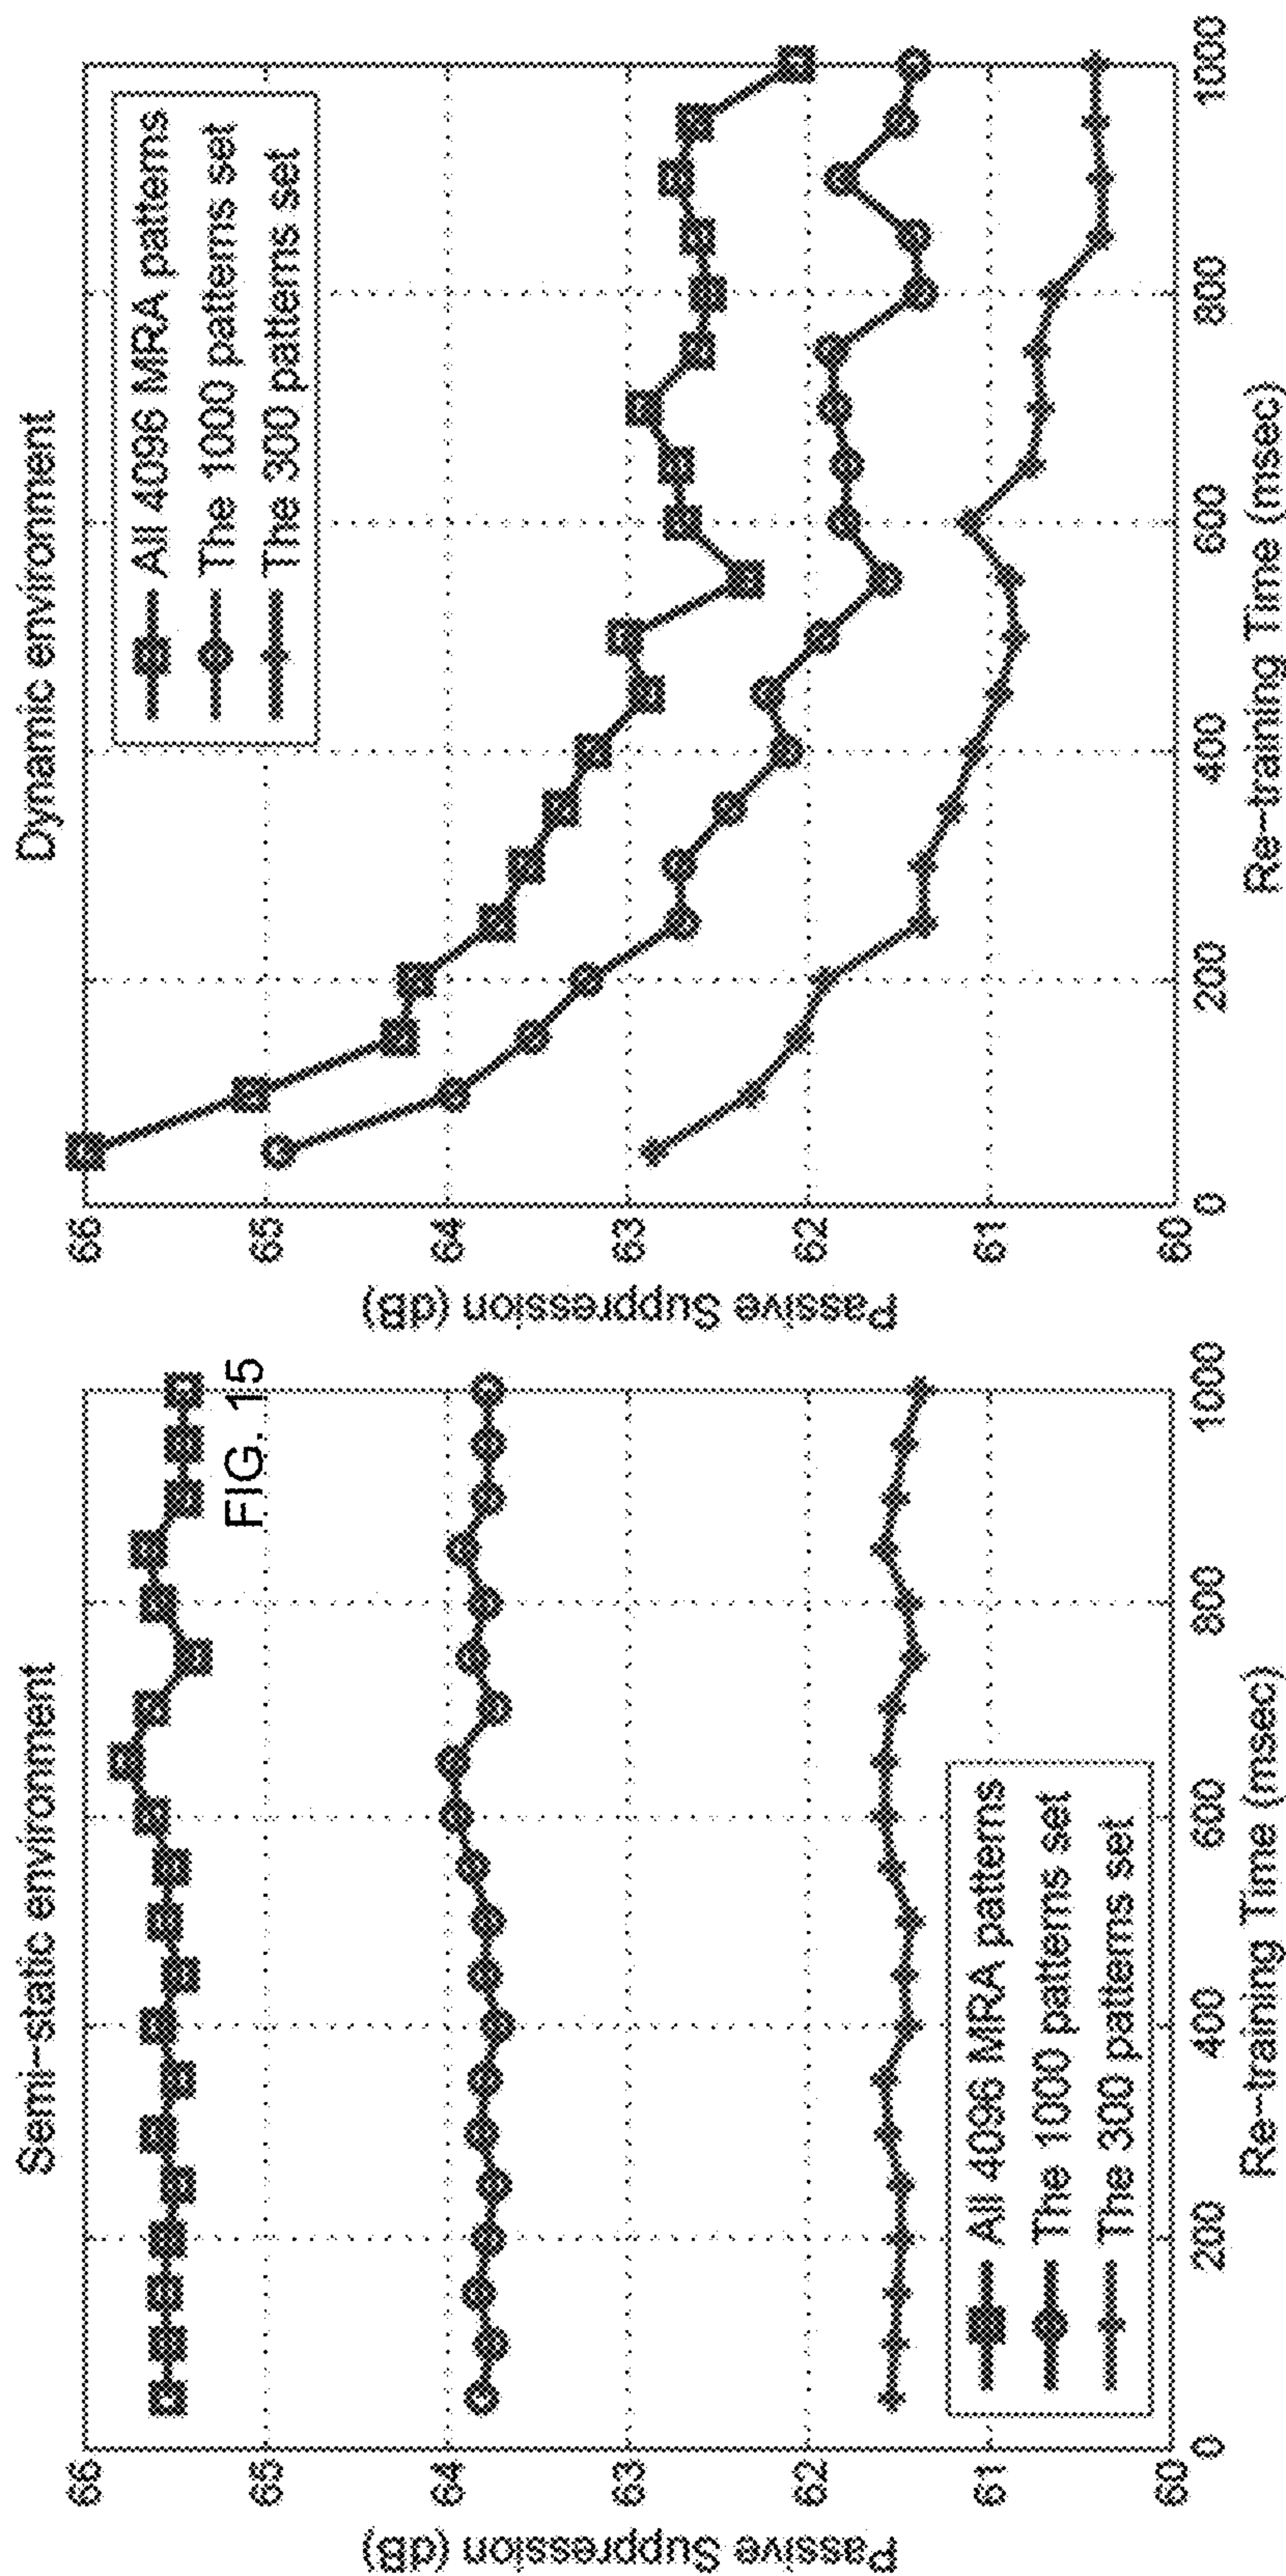 Semi-static environment
Passive Suppression (dB)
66
65
64
63
62
61
60
0
200
400
600
800
1000
Re-training Time (msec)
All 4096 MRA patterns
The 1000 patterns set
The 300 patterns set
FIG. 15
Dynamic environment
Passive Suppression (dB)
66
65
64
63
62
61
60
0
200
400
600
800
1000
Re-training Time (msec)
All 4096 MRA patterns
The 1000 patterns set
The 300 patterns set